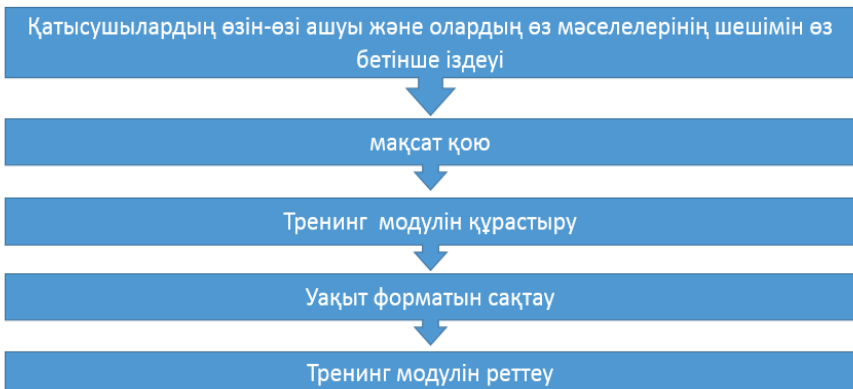 Қатысушылардың өзін-өзі ашуы және олардың өз мәселелерінің шешімін өз
бетінше іздеуі
мақсат қою
Тренинг модулін құрастыру
Уақыт форматын сақтау
Тренинг модулін реттеу